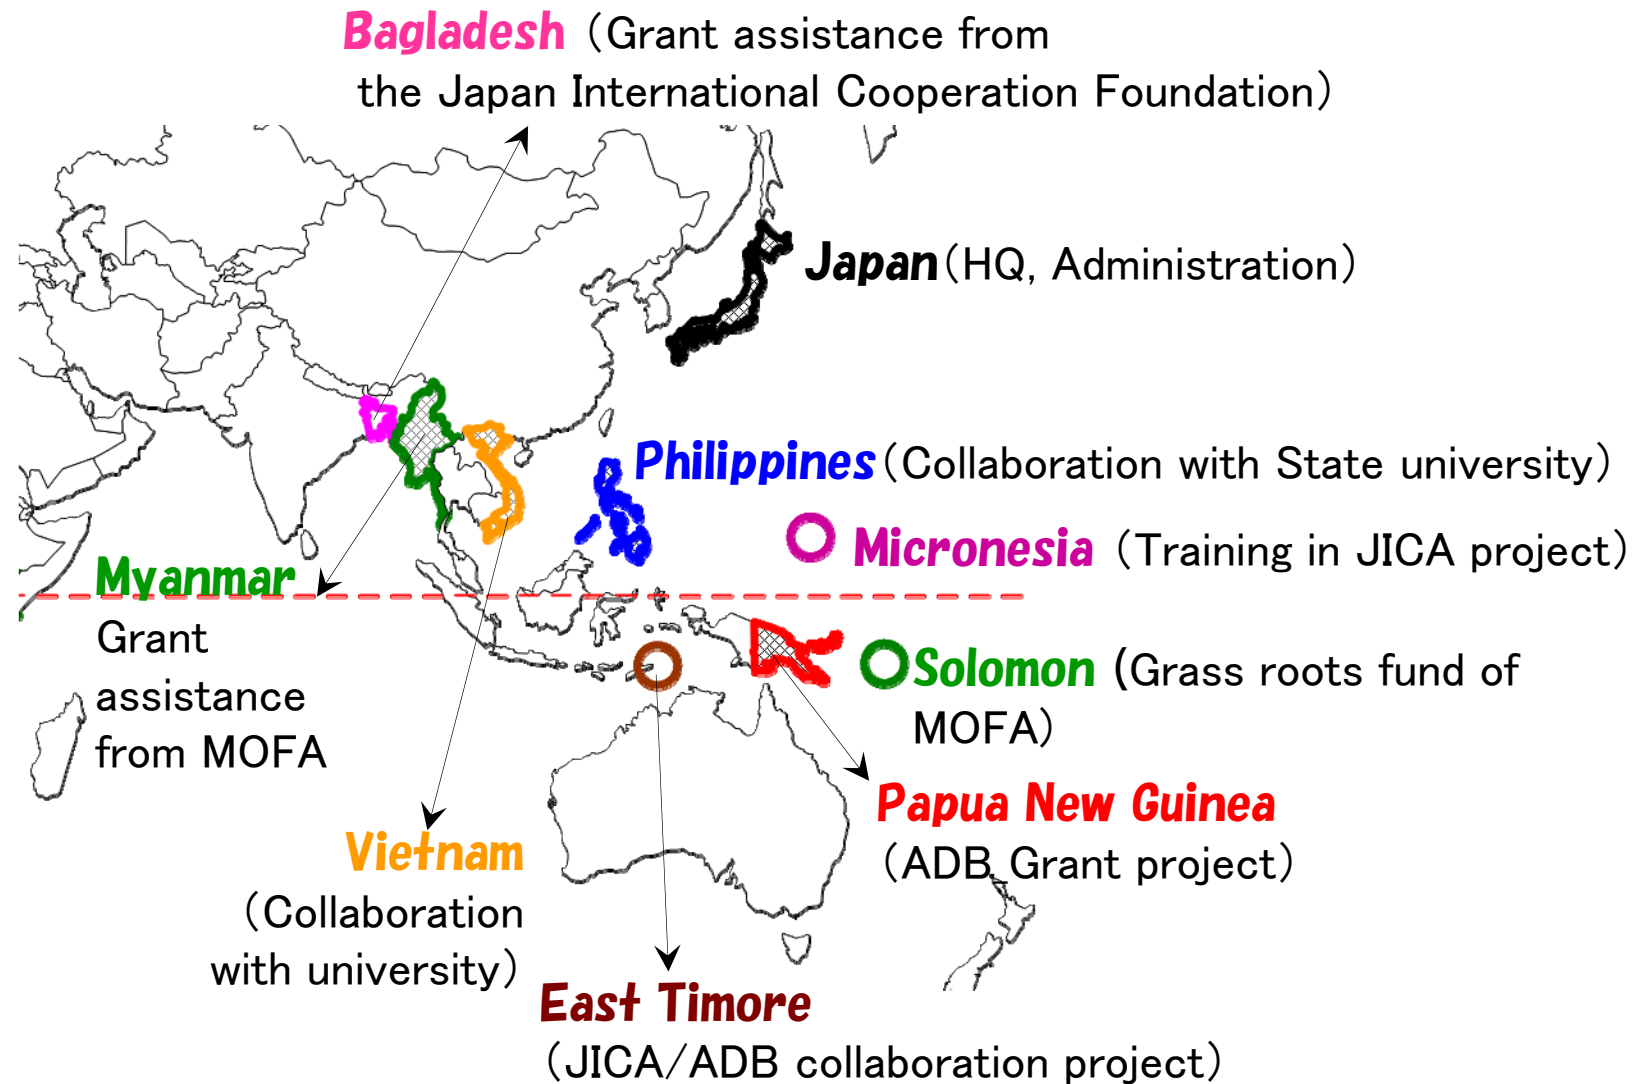 Bagladesh (Grant assistance from
the Japan International Cooperation Foundation)
Japan(HQ, Administration)
Philippines(Collaboration with State university)
Micronesia (Training in JICA project)
Myanmar
Grant
assistance
from MOFA
Solomon (Grass roots fund of
MOFA)
Papua New Guinea
(ADB Grant project)
Vietnam
(Collaboration
with university)
East Timore
(JICA/ADB collaboration project)